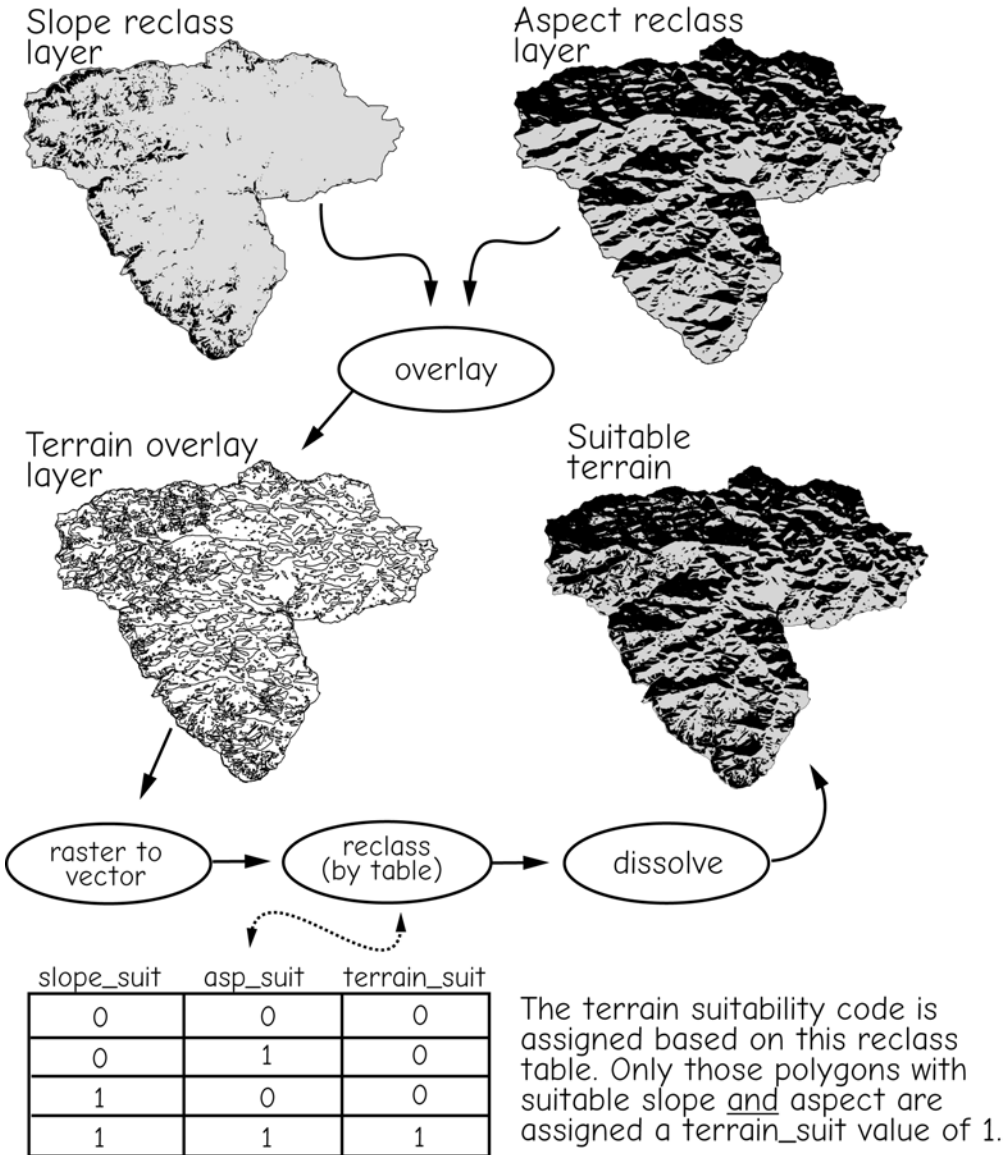 Slope reclass
layer
Aspect reclass
layer
overlay
Terrain overlay
layer
Suitable
terrain
raster to
vector
reclass
(by table)
dissolve
slope_suit asp_suit terrain_suit
0 0 0
0 1 0
1 0 0
1 1 1
The terrain suitability code is
assigned based on this reclass
table. Only those polygons with
suitable slope and aspect are
assigned a terrain_suit value of 1.